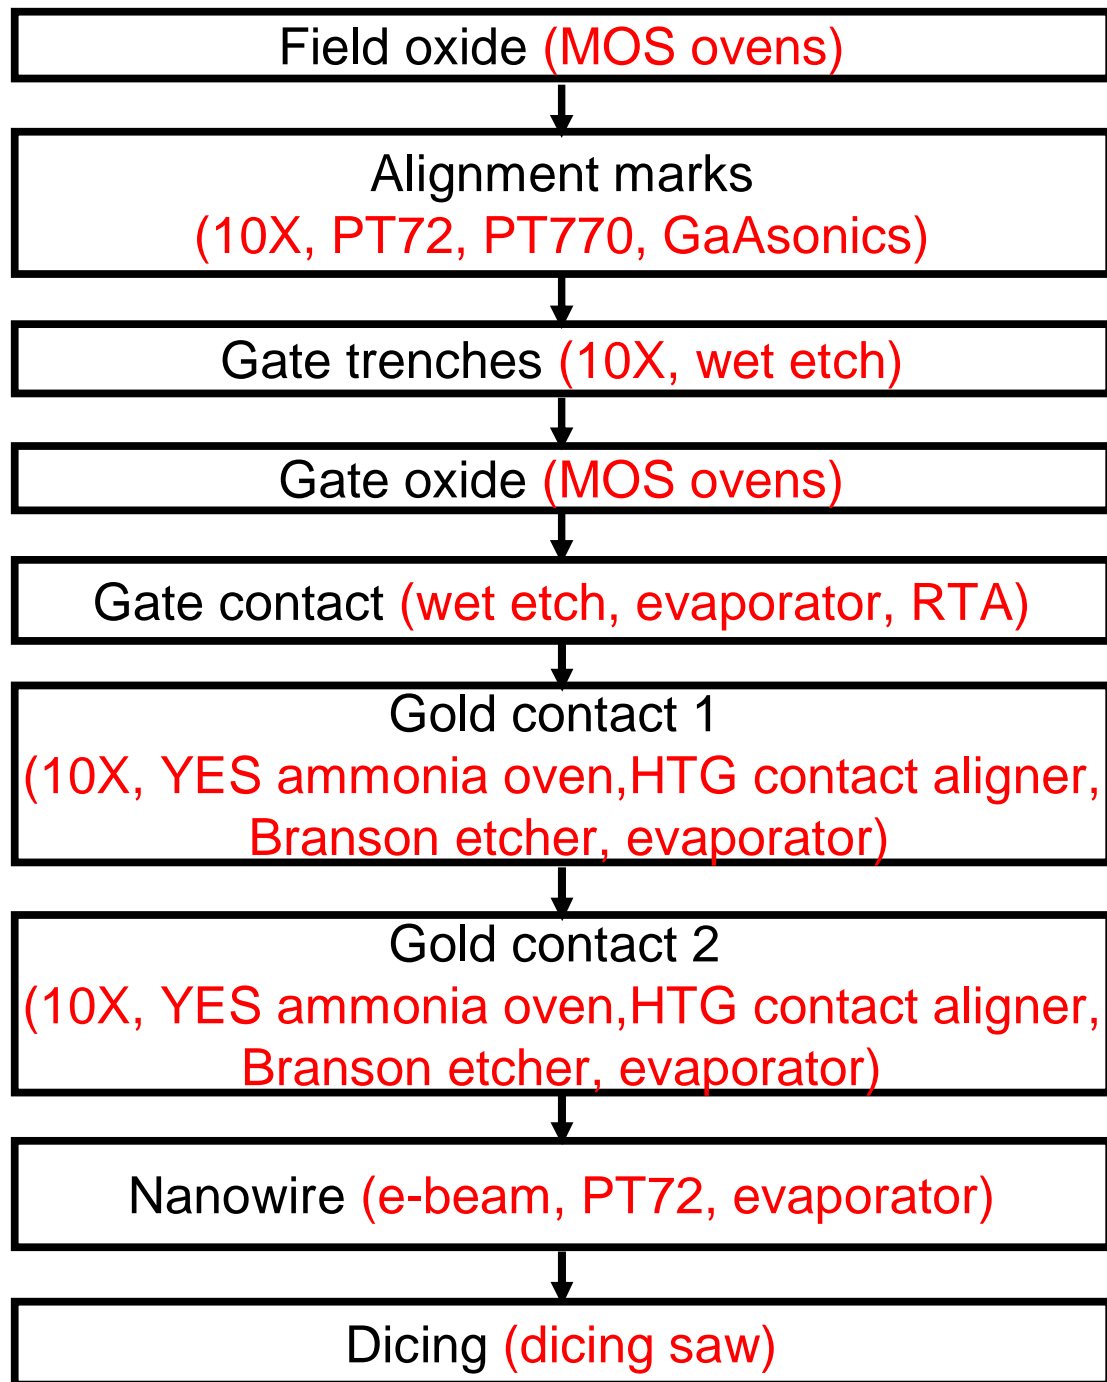 Field oxide (MOS ovens)
Alignment marks
(10X, PT72, PT770, GaAsonics)
Gate trenches (10X, wet etch)
Gate oxide (MOS ovens)
Gate contact (wet etch, evaporator, RTA)
Gold contact 1
(10X, YES ammonia oven,HTG contact aligner,
Branson etcher, evaporator)
Gold contact 2
(10X, YES ammonia oven,HTG contact aligner,
Branson etcher, evaporator)
Nanowire (e-beam, PT72, evaporator)
Dicing (dicing saw)